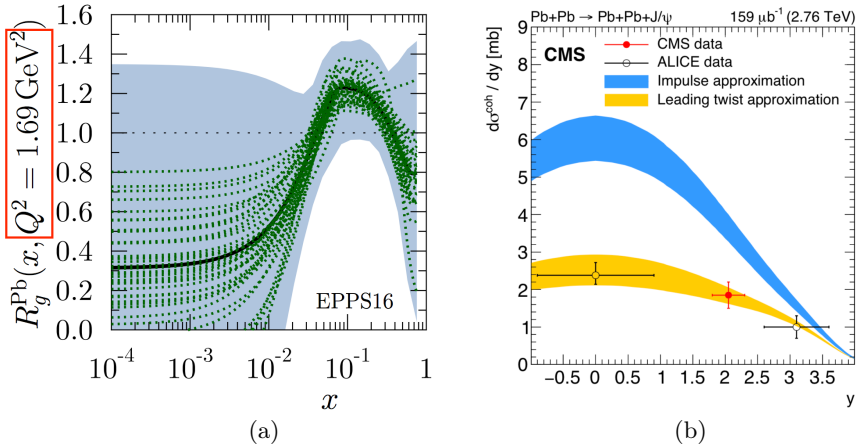 R_g^Pb(x, Q² = 1.69 GeV²)
1.6
1.4
1.2
1.0
0.8
0.6
0.4
0.2
0.0
EPPS16
10⁻⁴ 10⁻³ 10⁻² 10⁻¹ 1
x
(a)
Pb+Pb → Pb+Pb+J/ψ 159 μb⁻¹ (2.76 TeV)
CMS
CMS data
ALICE data
Impulse approximation
Leading twist approximation
dσ^coh / dy [mb]
10
9
8
7
6
5
4
3
2
1
0
-0.5 0 0.5 1 1.5 2 2.5 3 3.5
y
(b)